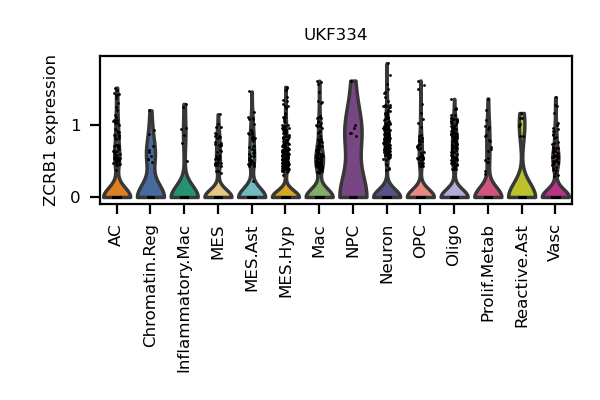 UKF334
ZCRB1 expression
1
0
AC
Chromatin.Reg
Inflammatory.Mac
MES
MES.Ast
MES.Hyp
Mac
NPC
Neuron
OPC
Oligo
Prolif.Metab
Reactive.Ast
Vasc